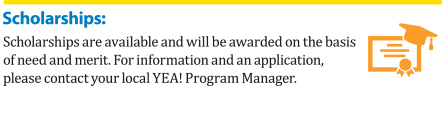 Scholarships:
Scholarships are available and will be awarded on the basis
of need and merit. For information and an application,
please contact your local YEA! Program Manager.